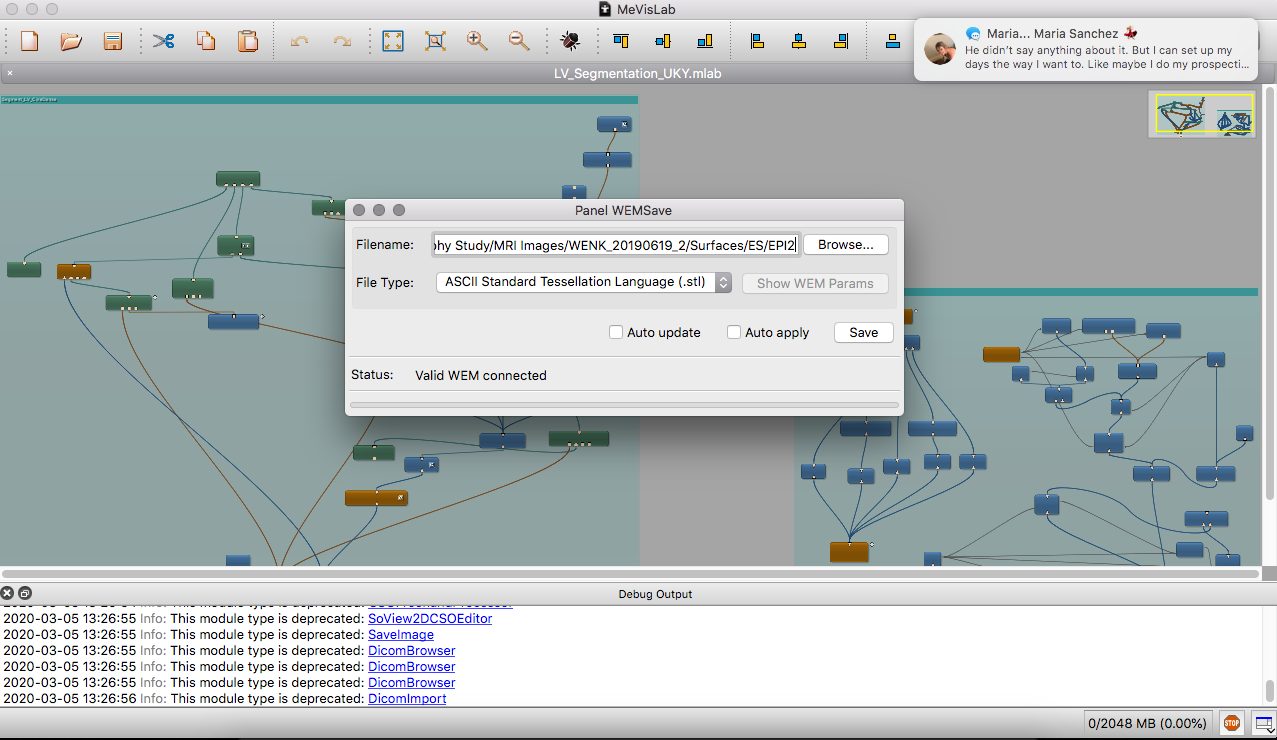 MeVisLab
Maria... Maria Sanchez 💃
He didn't say anything about it. But I can set up my
days the way I want to. Like maybe I do my prospecti...
LV_Segmentation_UKY.mlab
Segment_LV_CineSense
Panel WEMSave
Filename: phy Study/MRI Images/WENK_20190619_2/Surfaces/ES/EPI2 Browse...
File Type: ASCII Standard Tessellation Language (.stl) Show WEM Params
Auto update Auto apply Save
Status: Valid WEM connected
Debug Output
2020-03-05 13:26:55 Info: This module type is deprecated: SoView2DCSOEditor
2020-03-05 13:26:55 Info: This module type is deprecated: SaveImage
2020-03-05 13:26:55 Info: This module type is deprecated: DicomBrowser
2020-03-05 13:26:55 Info: This module type is deprecated: DicomBrowser
2020-03-05 13:26:55 Info: This module type is deprecated: DicomBrowser
2020-03-05 13:26:56 Info: This module type is deprecated: DicomImport
0/2048 MB (0.00%)
STOP